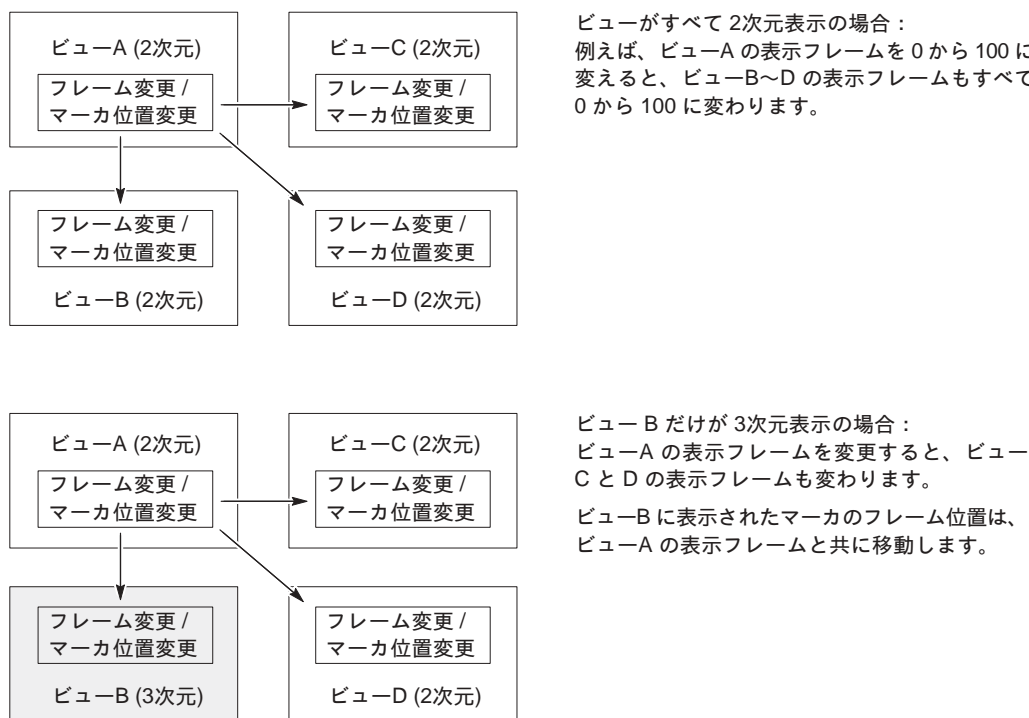 ビューA (2次元)
フレーム変更 /
マーカ位置変更
ビューC (2次元)
フレーム変更 /
マーカ位置変更
フレーム変更 /
マーカ位置変更
ビューB (2次元)
フレーム変更 /
マーカ位置変更
ビューD (2次元)
ビューがすべて 2次元表示の場合：
例えば、ビューA の表示フレームを 0 から 100 に
変えると、ビューB～D の表示フレームもすべて
0 から 100 に変わります。
ビューA (2次元)
フレーム変更 /
マーカ位置変更
ビューC (2次元)
フレーム変更 /
マーカ位置変更
フレーム変更 /
マーカ位置変更
ビューB (3次元)
フレーム変更 /
マーカ位置変更
ビューD (2次元)
ビュー B だけが 3次元表示の場合：
ビューA の表示フレームを変更すると、ビュー
C と D の表示フレームも変わります。
ビューB に表示されたマーカのフレーム位置は、
ビューA の表示フレームと共に移動します。